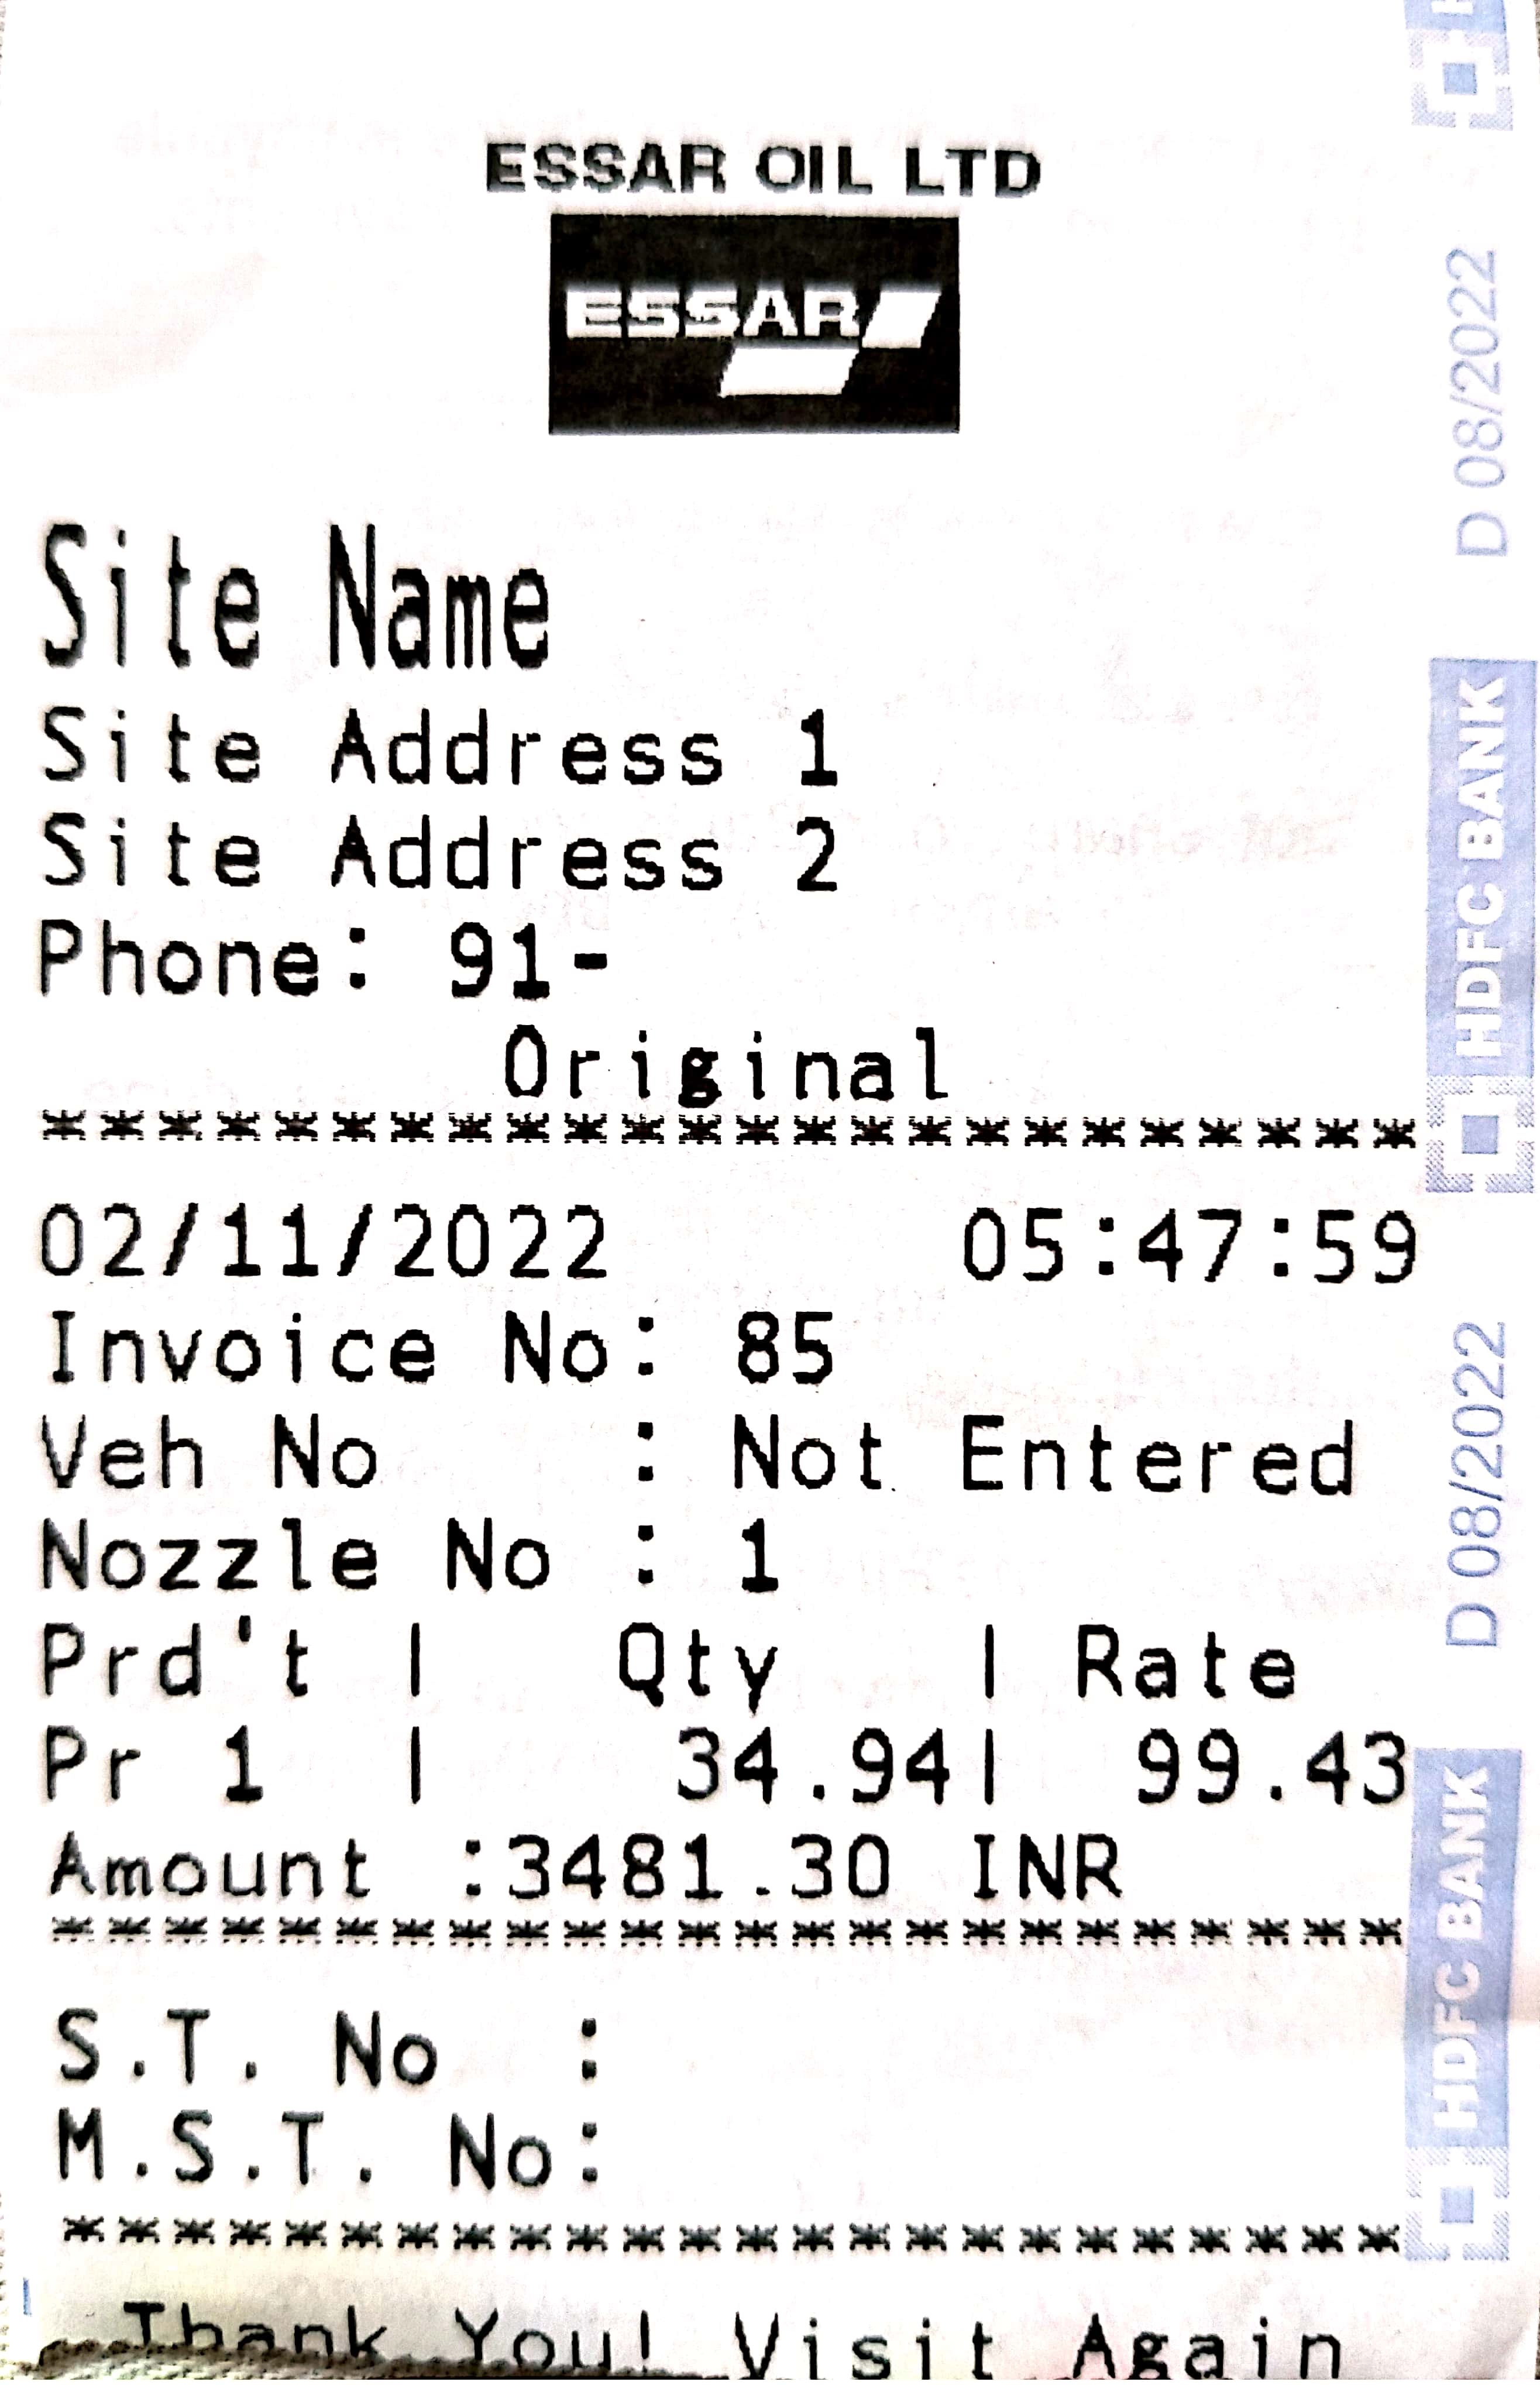 ESSAR OIL LTD
ESSAR
Site Name
Site Address 1
Site Address 2
Phone: 91-
Original
************************
02/11/2022 05:47:59
Invoice No: 85
Veh No : Not Entered
Nozzle No : 1
Prd't | Qty | Rate
Pr 1 | 34.94| 99.43
Amount :3481.30 INR
************************
S.T. No :
M.S.T. No:
************************
Thank You! Visit Again
D 08/2022
HDFC BANK
D 08/2022
HDFC BANK